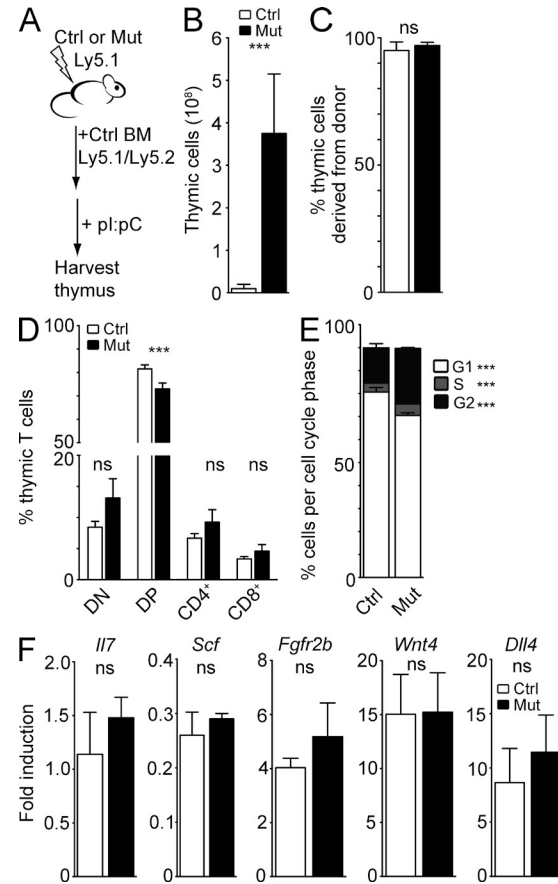 A
Ctrl or Mut
Ly5.1
+Ctrl BM
Ly5.1/Ly5.2
+ pI:pC
Harvest
thymus
B
Ctrl
Mut
***
Thymic cells (10⁸)
6
5
4
3
2
1
0
C
ns
% thymic cells
derived from donor
100
50
0
D
Ctrl
Mut
***
ns
ns
ns
% thymic T cells
100
50
20
10
0
DN
DP
CD4⁺
CD8⁺
E
% cells per cell cycle phase
100
50
0
G1 ***
S ***
G2 ***
Ctrl
Mut
F
Fold induction
Il7
ns
2.0
1.5
1.0
0.5
0
Scf
ns
0.4
0.3
0.2
0.1
0
Fgfr2b
ns
8
6
4
2
0
Wnt4
ns
20
15
10
5
0
Dll4
ns
Ctrl
Mut
20
15
10
5
0